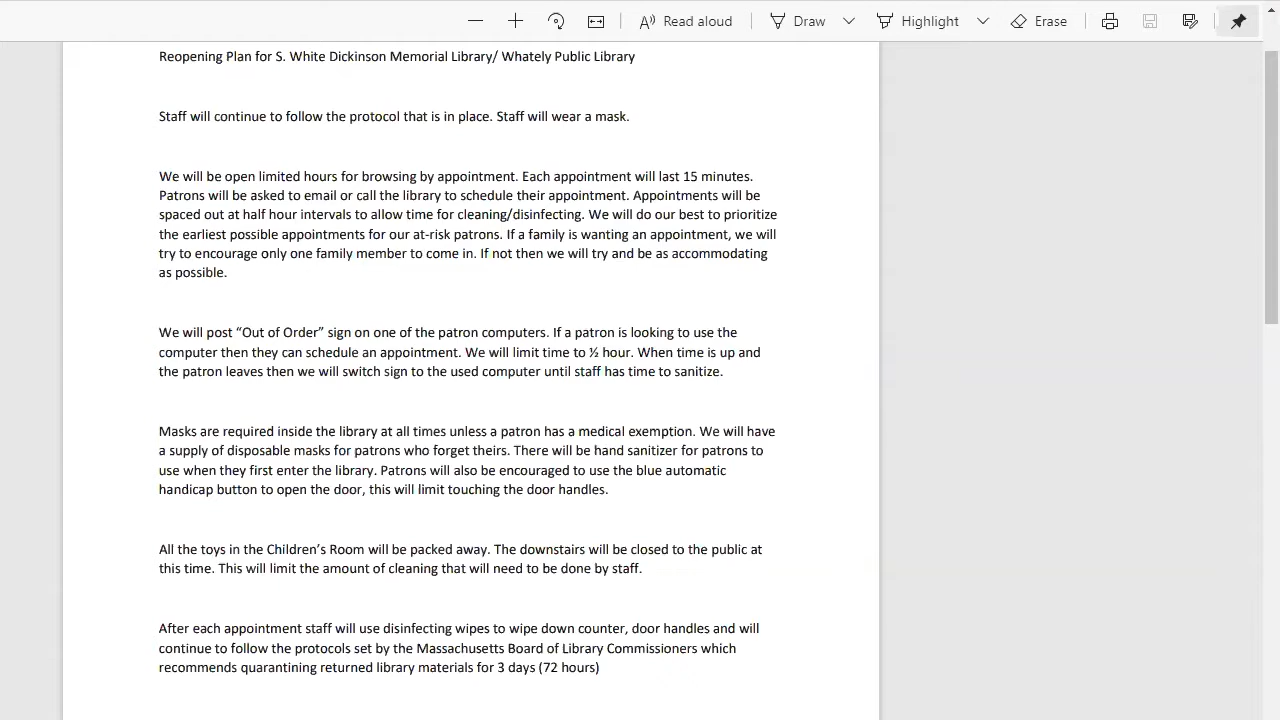 Read aloud
Draw
Highlight
Erase
Reopening Plan for S. White Dickinson Memorial Library/ Whately Public Library
Staff will continue to follow the protocol that is in place. Staff will wear a mask.
We will be open limited hours for browsing by appointment. Each appointment will last 15 minutes.
Patrons will be asked to email or call the library to schedule their appointment. Appointments will be
spaced out at half hour intervals to allow time for cleaning/disinfecting. We will do our best to prioritize
the earliest possible appointments for our at-risk patrons. If a family is wanting an appointment, we will
try to encourage only one family member to come in. If not then we will try and be as accommodating
as possible.
We will post “Out of Order” sign on one of the patron computers. If a patron is looking to use the
computer then they can schedule an appointment. We will limit time to ½ hour. When time is up and
the patron leaves then we will switch sign to the used computer until staff has time to sanitize.
Masks are required inside the library at all times unless a patron has a medical exemption. We will have
a supply of disposable masks for patrons who forget theirs. There will be hand sanitizer for patrons to
use when they first enter the library. Patrons will also be encouraged to use the blue automatic
handicap button to open the door, this will limit touching the door handles.
All the toys in the Children’s Room will be packed away. The downstairs will be closed to the public at
this time. This will limit the amount of cleaning that will need to be done by staff.
After each appointment staff will use disinfecting wipes to wipe down counter, door handles and will
continue to follow the protocols set by the Massachusetts Board of Library Commissioners which
recommends quarantining returned library materials for 3 days (72 hours)